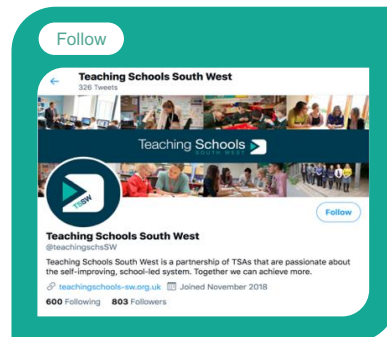 Follow
← Teaching Schools South West
326 Tweets
Teaching Schools
SOUTH WEST
TSSW
Follow
Teaching Schools South West
@teachingschsSW
Teaching Schools South West is a partnership of TSAs that are passionate about
the self-improving, school-led system. Together we can achieve more.
teachingschools-sw.org.uk Joined November 2018
600 Following 803 Followers